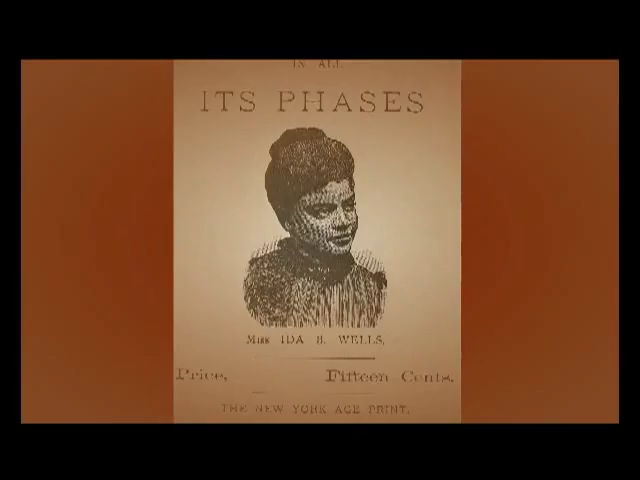 IN ALL
ITS PHASES
Miss IDA B. WELLS.
Price, Fifteen Cents.
THE NEW YORK AGE PRINT.